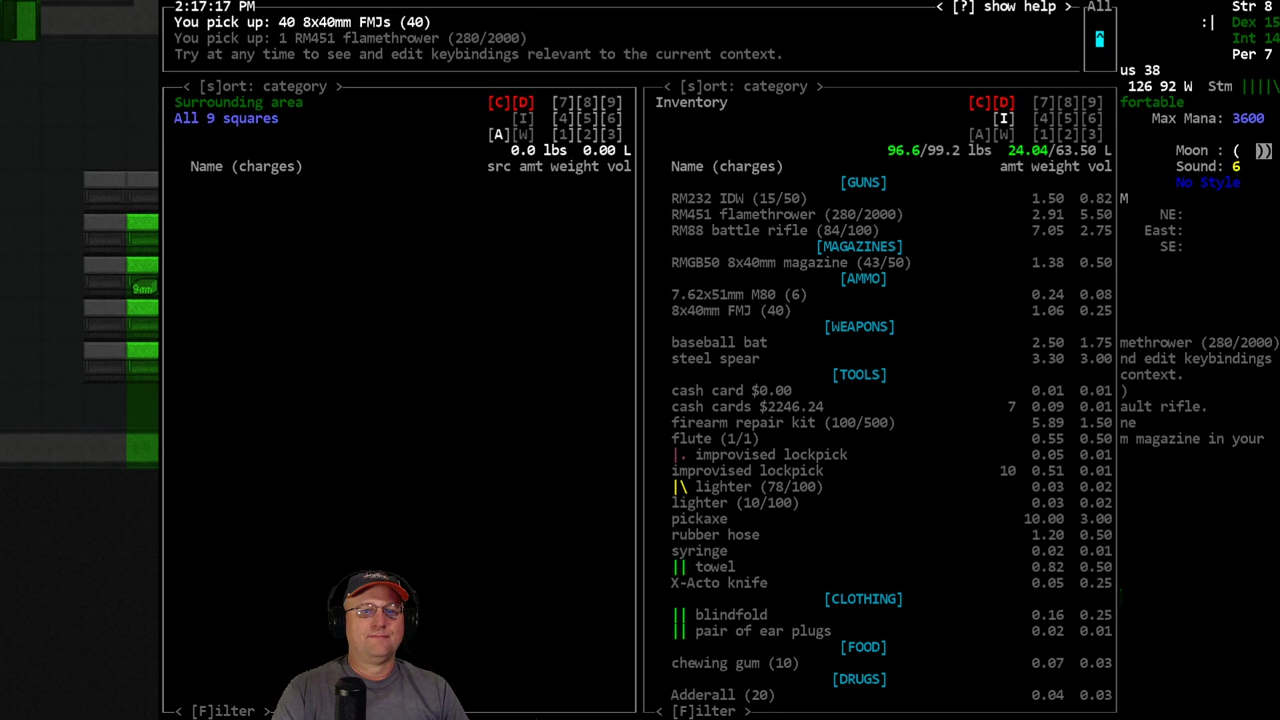 2:17:17 PM
< [?] show help >
All
Str 8
You pick up: 40 8x40mm FMJs (40)
:|
Dex 15
You pick up: 1 RM451 flamethrower (280/2000)
^
Int 14
Try at any time to see and edit keybindings relevant to the current context.
Per 7
us 38
< [s]ort: category >
< [s]ort: category >
126 92 W Stm ||||\
Surrounding area
[C][D] [7][8][9]
Inventory
[C][D] [7][8][9]
fortable
All 9 squares
[I] [4][5][6]
[I] [4][5][6]
Max Mana: 3600
[A][W] [1][2][3]
[A][W] [1][2][3]
0.0 lbs 0.00 L
96.6/99.2 lbs 24.04/63.50 L
Moon : ( ))
Name (charges) src amt weight vol
Name (charges) amt weight vol
Sound: 6
[GUNS]
No Style
RM232 IDW (15/50) 1.50 0.82
M
RM451 flamethrower (280/2000) 2.91 5.50
NE:
RM88 battle rifle (84/100) 7.05 2.75
East:
[MAGAZINES]
SE:
RMGB50 8x40mm magazine (43/50) 1.38 0.50
[AMMO]
9mm
7.62x51mm M80 (6) 0.24 0.08
8x40mm FMJ (40) 1.06 0.25
[WEAPONS]
baseball bat 2.50 1.75
methrower (280/2000)
steel spear 3.30 3.00
nd edit keybindings
[TOOLS]
context.
cash card $0.00 0.01 0.01
)
cash cards $2246.24 7 0.09 0.01
ault rifle.
firearm repair kit (100/500) 5.89 1.50
ne
flute (1/1) 0.55 0.50
m magazine in your
|. improvised lockpick 0.05 0.01
improvised lockpick 10 0.51 0.01
|\ lighter (78/100) 0.03 0.02
lighter (10/100) 0.03 0.02
pickaxe 10.00 3.00
rubber hose 1.20 0.50
syringe 0.02 0.01
|| towel 0.82 0.50
X-Acto knife 0.05 0.25
[CLOTHING]
|| blindfold 0.16 0.25
|| pair of ear plugs 0.02 0.01
[FOOD]
chewing gum (10) 0.07 0.03
[DRUGS]
Adderall (20) 0.04 0.03
< [F]ilter >
< [F]ilter >